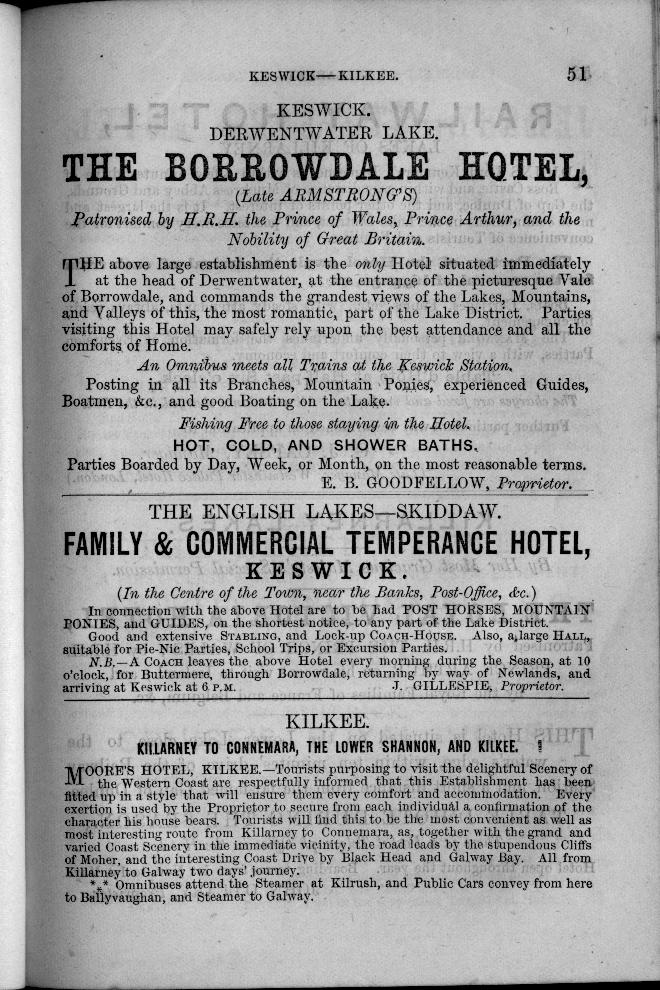 KESWICK—KILKEE. 51
KESWICK.
DERWENTWATER LAKE.
THE BORROWDALE HOTEL,
(Late ARMSTRONG'S)
Patronised by H.R.H. the Prince of Wales, Prince Arthur, and the
Nobility of Great Britain.
THE above large establishment is the only Hotel situated immediately
at the head of Derwentwater, at the entrance of the picturesque Vale
of Borrowdale, and commands the grandest views of the Lakes, Mountains,
and Valleys of this, the most romantic, part of the Lake District. Parties
visiting this Hotel may safely rely upon the best attendance and all the
comforts of Home.
An Omnibus meets all Trains at the Keswick Station.
Posting in all its Branches, Mountain Ponies, experienced Guides,
Boatmen, &c., and good Boating on the Lake.
Fishing Free to those staying in the Hotel.
HOT, COLD, AND SHOWER BATHS.
Parties Boarded by Day, Week, or Month, on the most reasonable terms.
E. B. GOODFELLOW, Proprietor.
THE ENGLISH LAKES—SKIDDAW.
FAMILY & COMMERCIAL TEMPERANCE HOTEL,
KESWICK.
(In the Centre of the Town, near the Banks, Post-Office, &c.)
In connection with the above Hotel are to be had POST HORSES, MOUNTAIN
PONIES, and GUIDES, on the shortest notice, to any part of the Lake District.
Good and extensive STABLING, and Lock-up COACH-HOUSE. Also, a large HALL,
suitable for Pic-Nic Parties, School Trips, or Excursion Parties.
N.B.—A COACH leaves the above Hotel every morning during the Season, at 10
o'clock, for Buttermere, through Borrowdale, returning by way of Newlands, and
arriving at Keswick at 6 P.M. J. GILLESPIE, Proprietor.
KILKEE.
KILLARNEY TO CONNEMARA, THE LOWER SHANNON, AND KILKEE.
MOORE'S HOTEL, KILKEE.—Tourists purposing to visit the delightful Scenery of
the Western Coast are respectfully informed that this Establishment has been
fitted up in a style that will ensure them every comfort and accommodation. Every
exertion is used by the Proprietor to secure from each individual a confirmation of the
character his house bears. Tourists will find this to be the most convenient as well as
most interesting route from Killarney to Connemara, as, together with the grand and
varied Coast Scenery in the immediate vicinity, the road leads by the stupendous Cliffs
of Moher, and the interesting Coast Drive by Black Head and Galway Bay. All from
Killarney to Galway two days' journey.
*** Omnibuses attend the Steamer at Kilrush, and Public Cars convey from here
to Ballyvaughan, and Steamer to Galway.